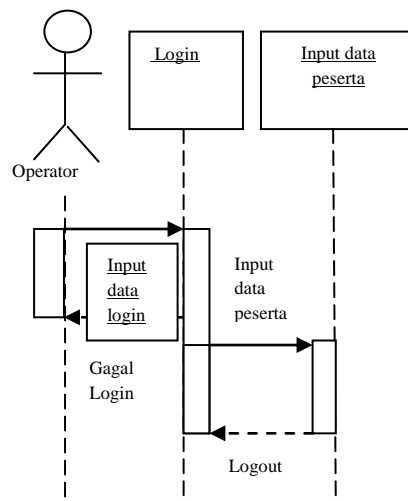 Login
Input data
peserta
Operator
Input
data
login
Input
data
peserta
Gagal
Login
Logout